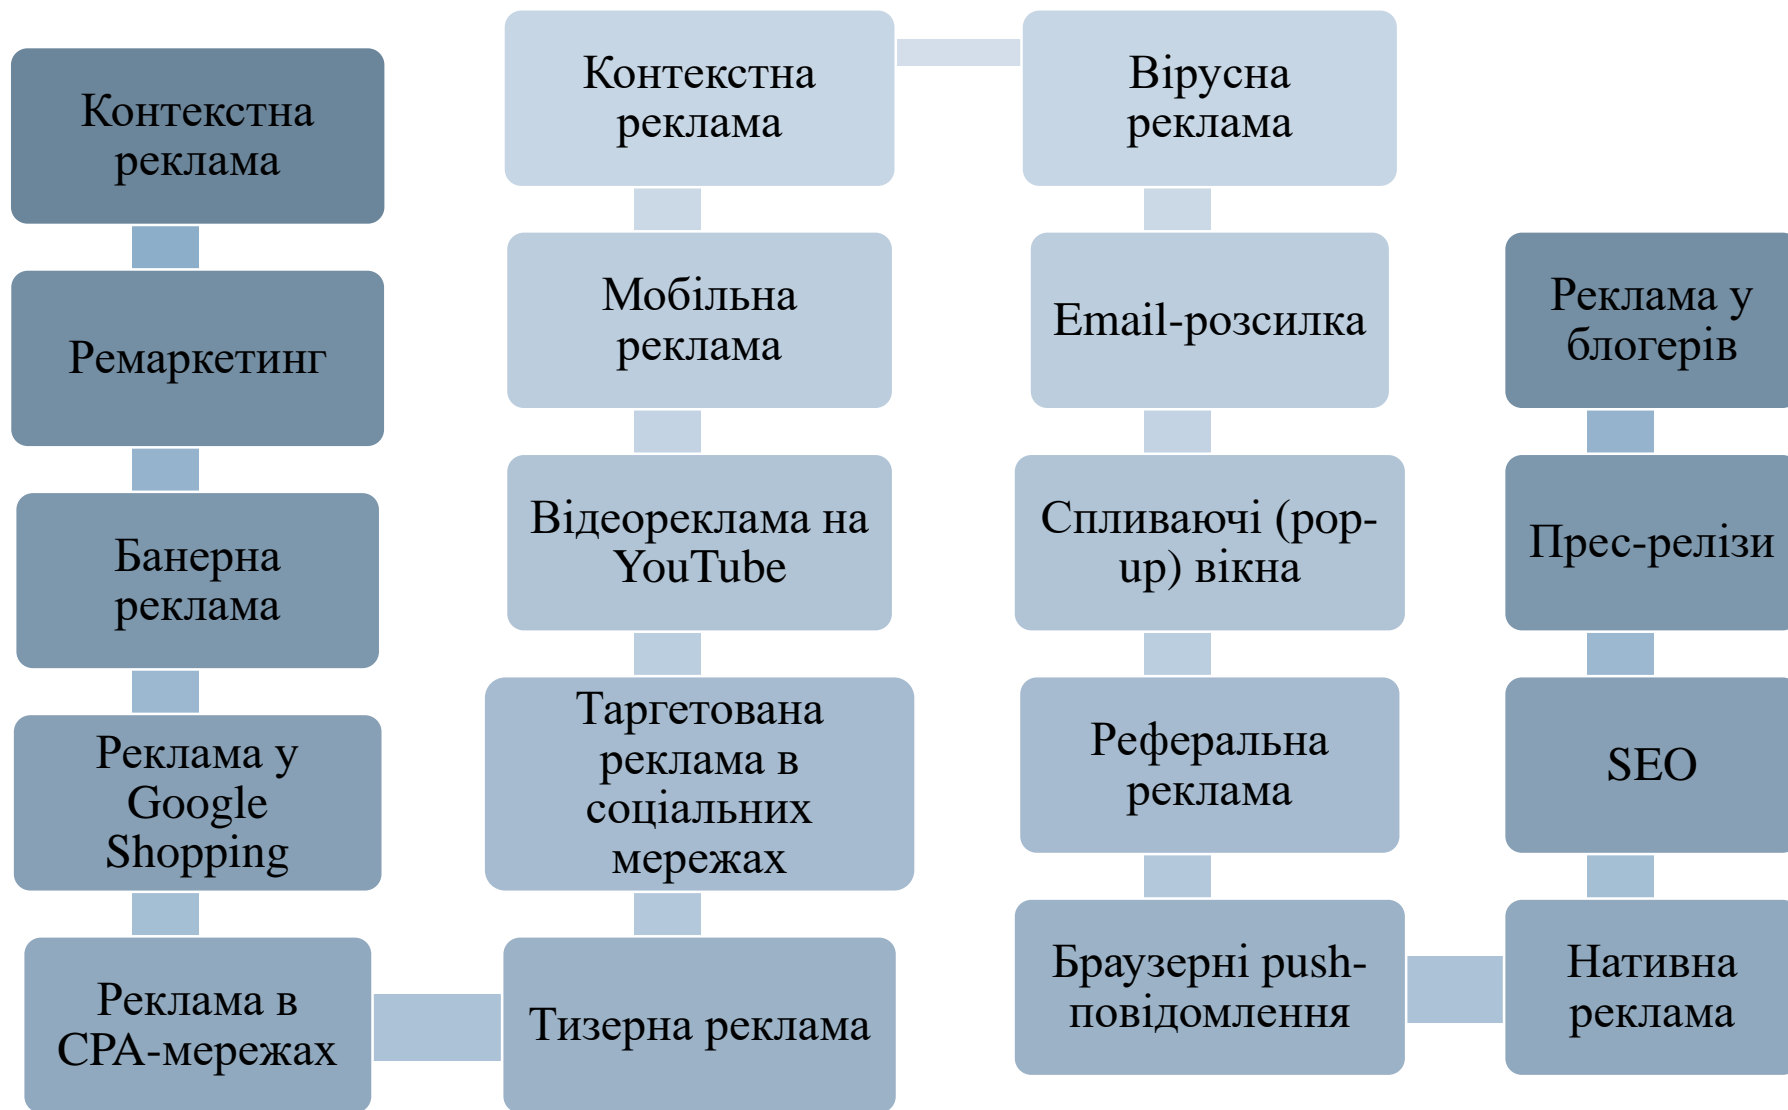 Контекстна
реклама
Ремаркетинг
Банерна
реклама
Реклама у
Google
Shopping
Реклама в
CPA-мережах
Тизерна реклама
Таргетована
реклама в
соціальних
мережах
Відеореклама на
YouTube
Мобільна
реклама
Контекстна
реклама
Вірусна
реклама
Email-розсилка
Спливаючі (pop-
up) вікна
Реферальна
реклама
Браузерні push-
повідомлення
Нативна
реклама
SEO
Прес-релізи
Реклама у
блогерів